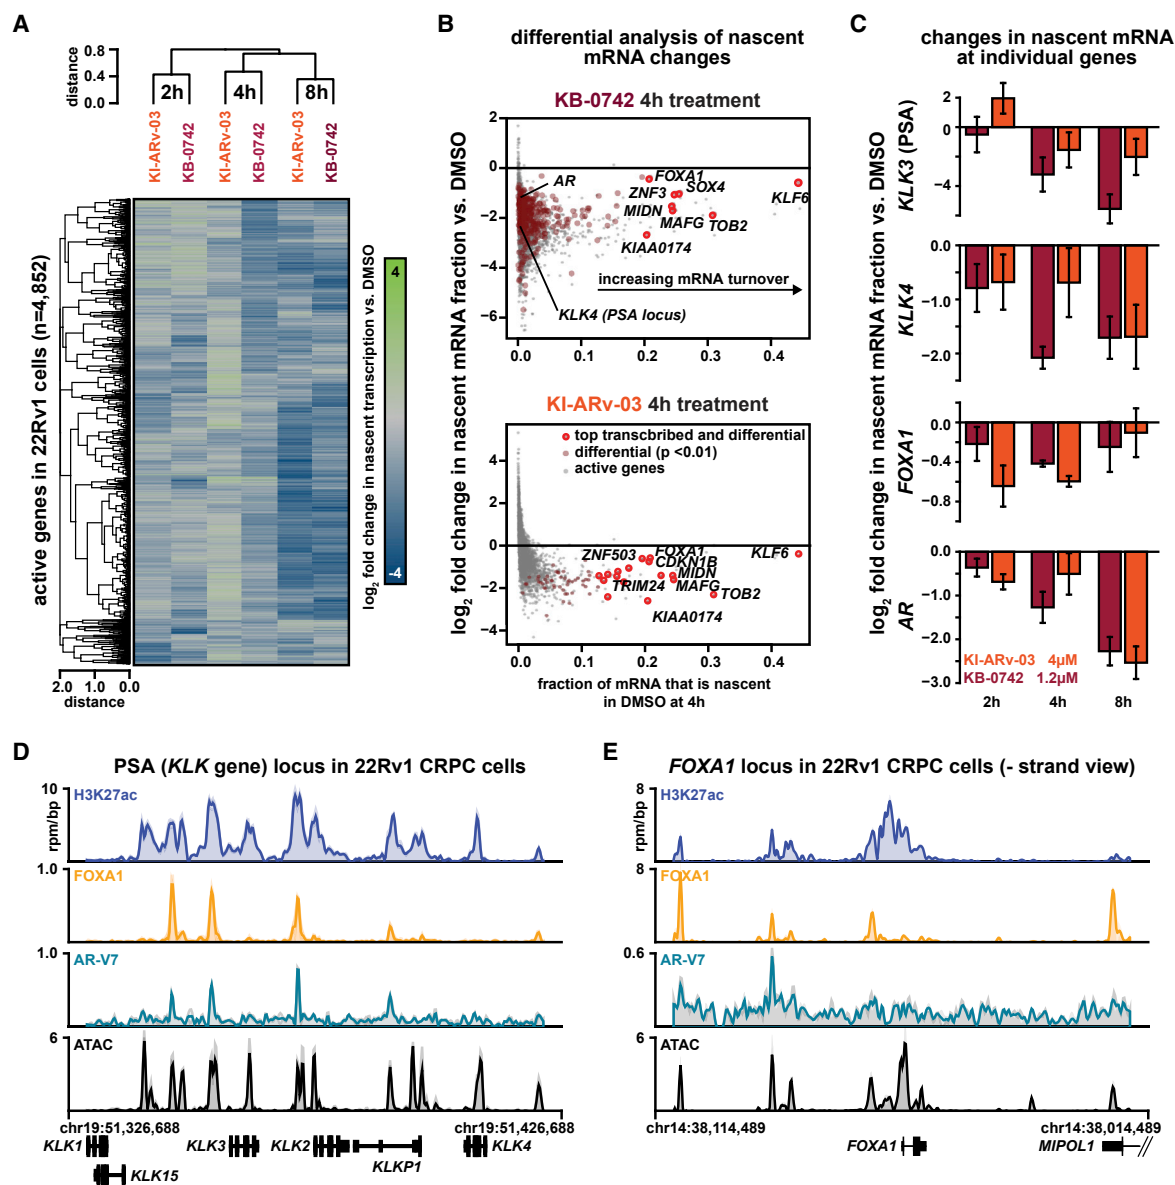 A
distance
0.8
0.4
0.0
2h
4h
8h
KI-ARv-03
KB-0742
KI-ARv-03
KB-0742
KI-ARv-03
KB-0742
active genes in 22Rv1 cells (n=4,852)
2.0
1.0
0.0
distance
4
-4
log2 fold change in nascent transcription vs. DMSO
B
differential analysis of nascent
mRNA changes
KB-0742 4h treatment
log2 fold change in nascent mRNA fraction vs. DMSO
2
0
−2
−4
−6
AR
FOXA1
ZNF3
SOX4
KLF6
MIDN
MAFG
TOB2
KIAA0174
increasing mRNA turnover
KLK4 (PSA locus)
0.0
0.1
0.2
0.3
0.4
KI-ARv-03 4h treatment
top transcbribed and differential
differential (p <0.01)
active genes
4
2
0
−2
−4
ZNF503
FOXA1
KLF6
CDKN1B
MIDN
TRIM24
MAFG
TOB2
KIAA0174
0.0
0.1
0.2
0.3
0.4
fraction of mRNA that is nascent
in DMSO at 4h
C
changes in nascent mRNA
at individual genes
log2 fold change in nascent mRNA fraction vs. DMSO
KLK3 (PSA)
2
0
−4
KLK4
0.0
−1.0
−2.0
FOXA1
0.0
−0.4
−0.8
AR
0.0
−1.0
−2.0
−3.0
KI-ARv-03 4µM
KB-0742 1.2µM
2h
4h
8h
D
PSA (KLK gene) locus in 22Rv1 CRPC cells
rpm/bp
10
H3K27ac
1.0
FOXA1
1.0
AR-V7
6
ATAC
chr19:51,326,688
chr19:51,426,688
KLK1
KLK3
KLK2
KLK4
KLKP1
KLK15
E
FOXA1 locus in 22Rv1 CRPC cells (- strand view)
rpm/bp
8
H3K27ac
8
FOXA1
0.6
AR-V7
6
ATAC
chr14:38,114,489
chr14:38,014,489
FOXA1
MIPOL1